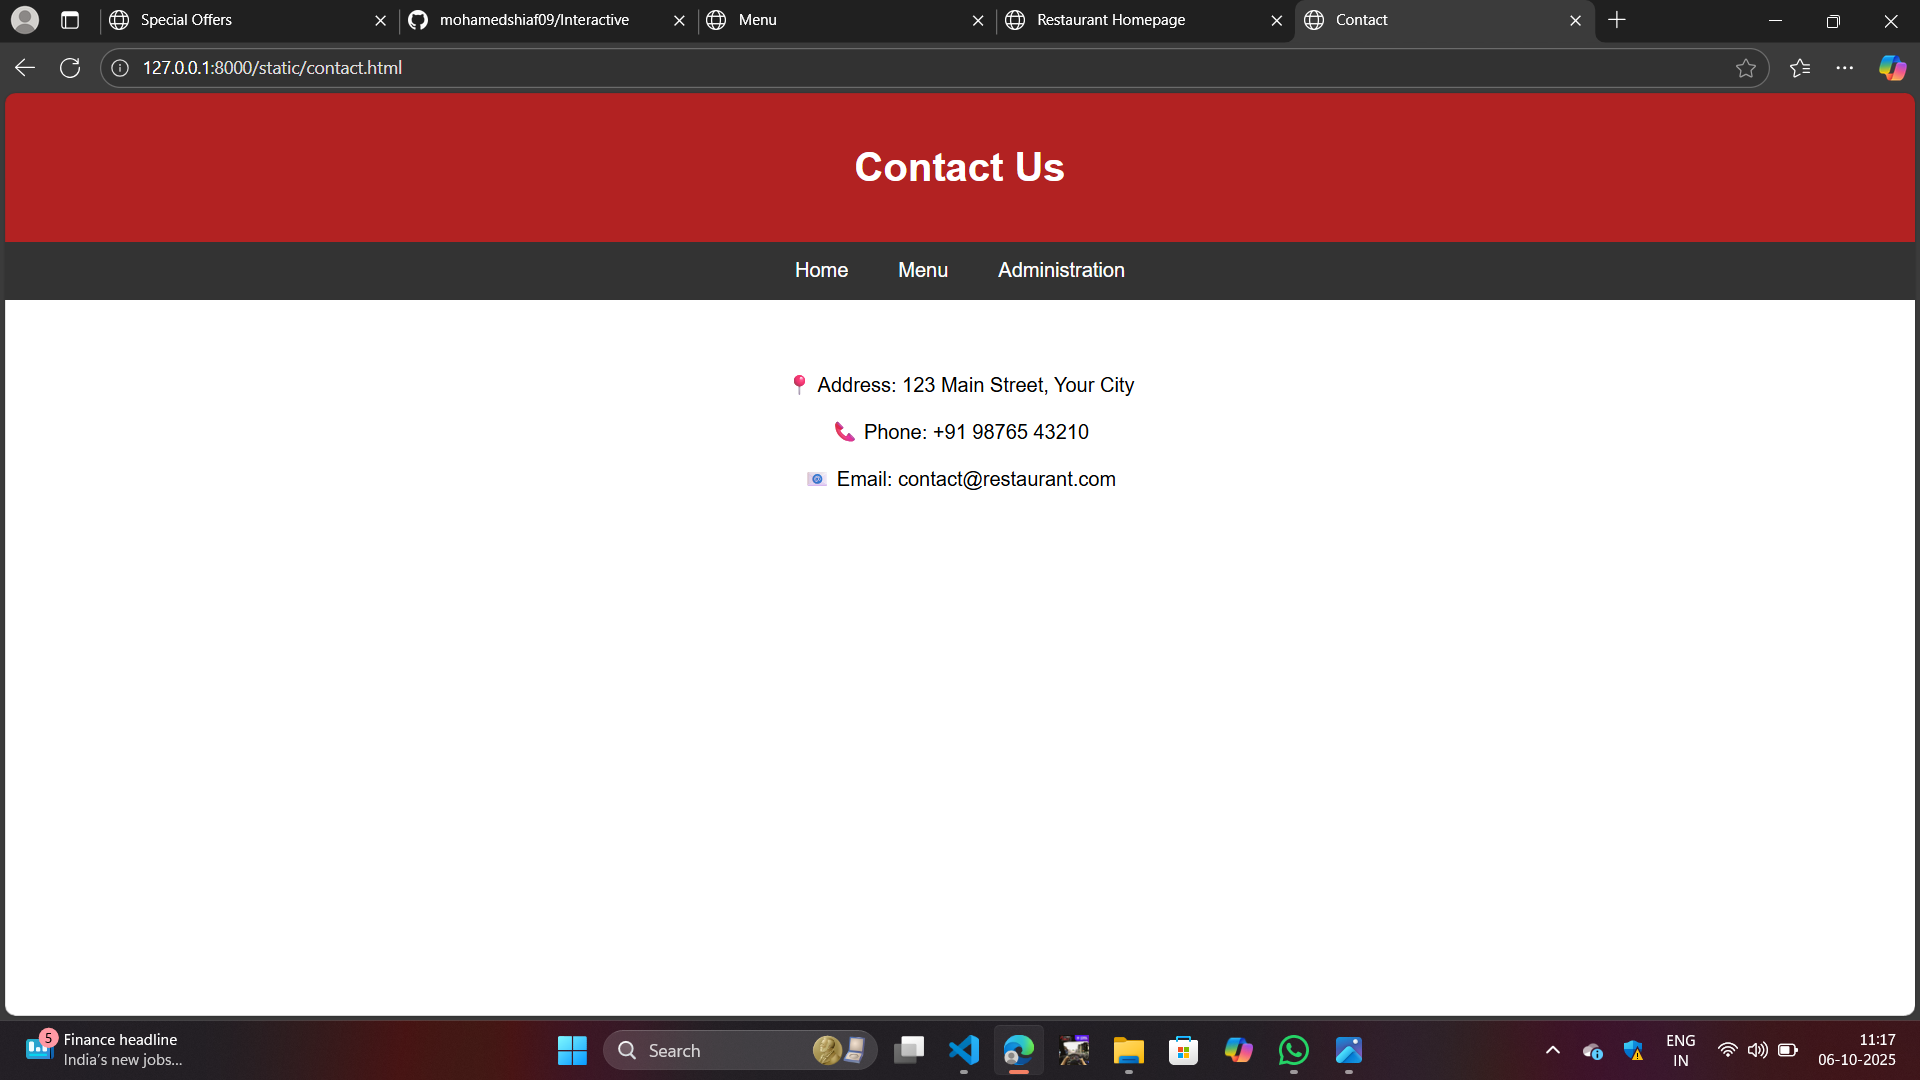 Special Offers
mohamedshiaf09/Interactive
Menu
Restaurant Homepage
Contact
127.0.0.1:8000/static/contact.html
Contact Us
Home Menu Administration
📍 Address: 123 Main Street, Your City
📞 Phone: +91 98765 43210
📧 Email: contact@restaurant.com
5
Finance headline
India's new jobs...
Search
ENG
IN
11:17
06-10-2025